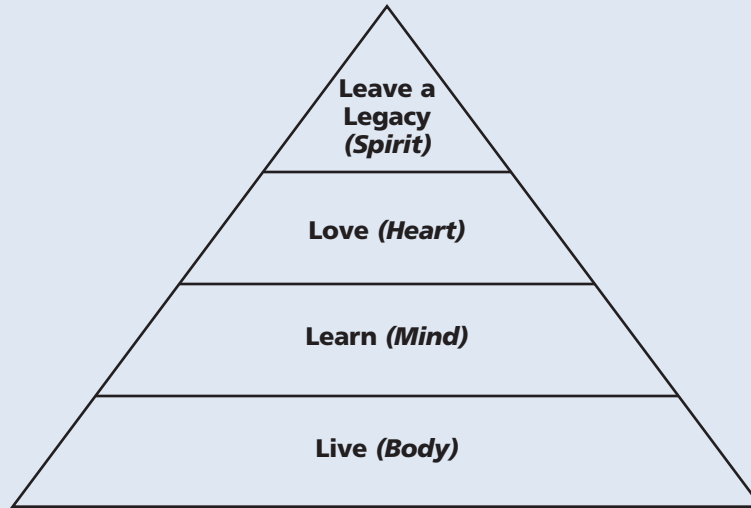 Leave a
Legacy
(Spirit)
Love (Heart)
Learn (Mind)
Live (Body)